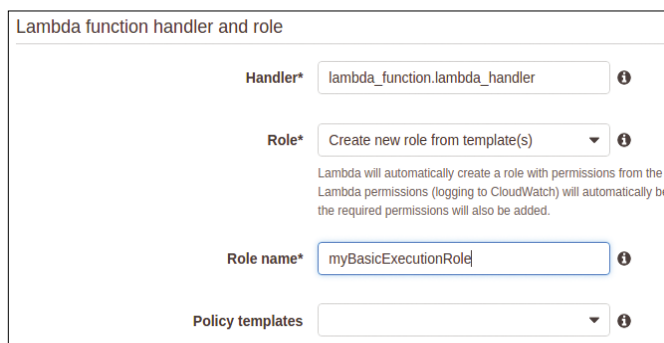 Lambda function handler and role
Handler* lambda_function.lambda_handler
Role* Create new role from template(s)
Lambda will automatically create a role with permissions from the
Lambda permissions (logging to CloudWatch) will automatically be
the required permissions will also be added.
Role name* myBasicExecutionRole
Policy templates